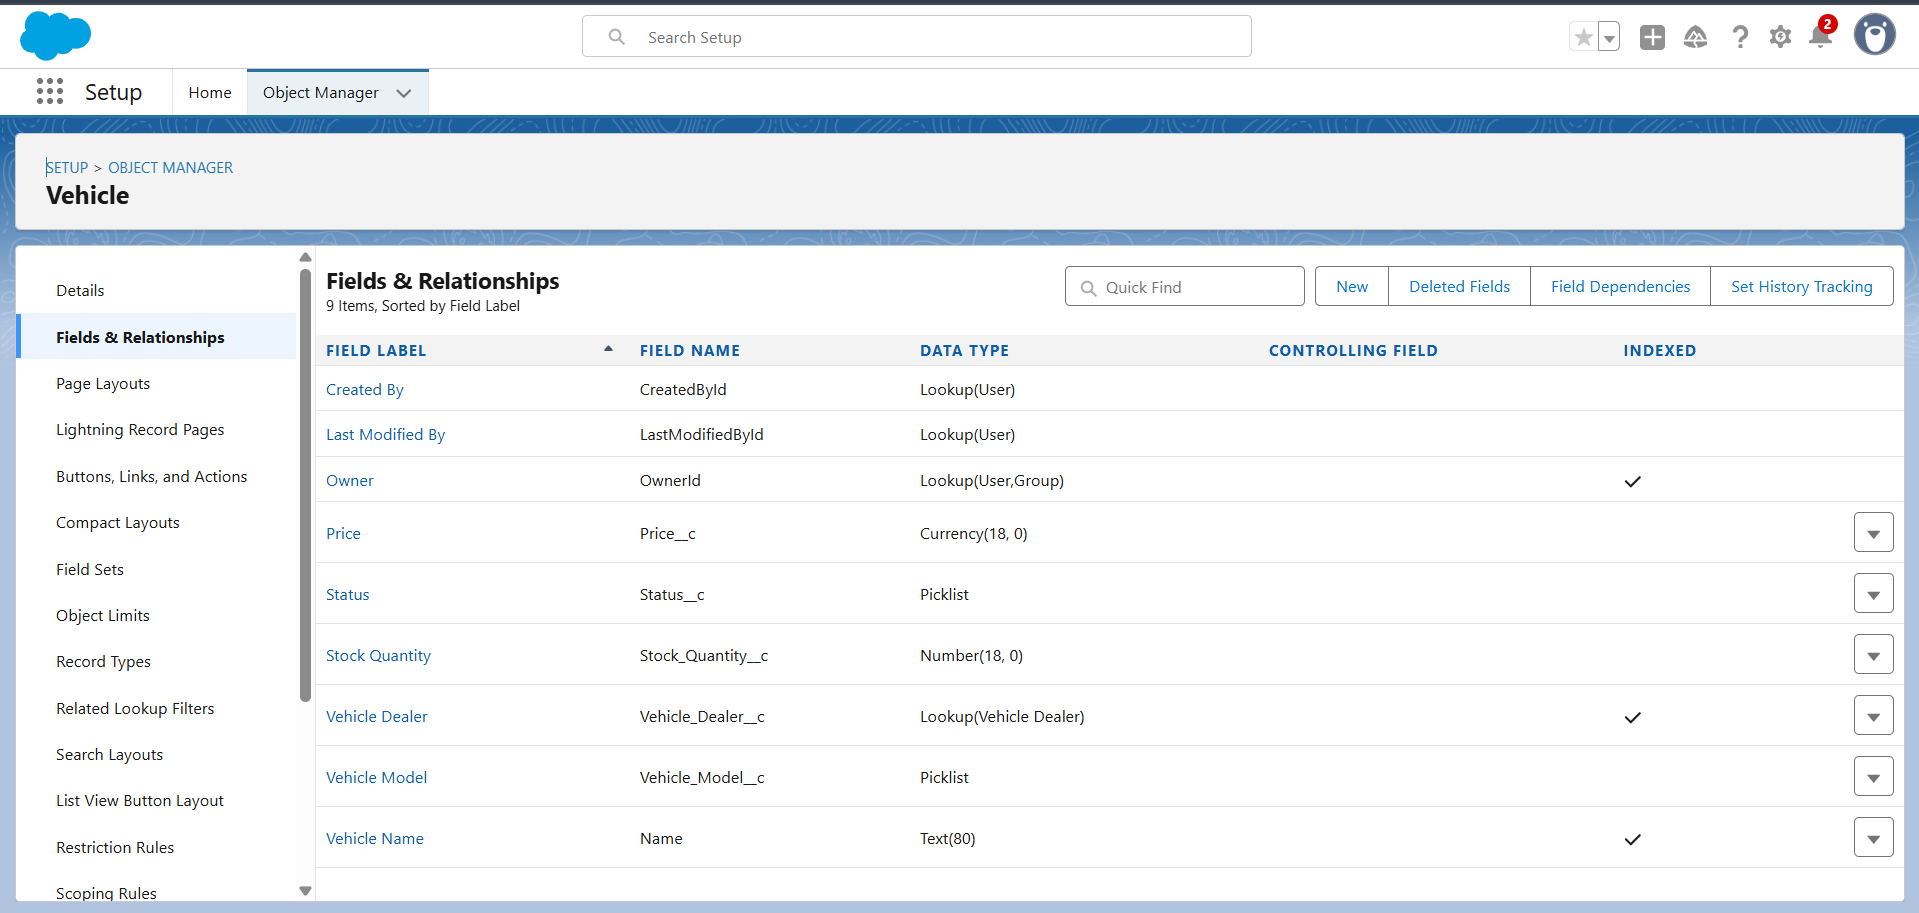 Search Setup
2
Setup
Home
Object Manager
SETUP > OBJECT MANAGER
Vehicle
Details
Fields & Relationships
Page Layouts
Lightning Record Pages
Buttons, Links, and Actions
Compact Layouts
Field Sets
Object Limits
Record Types
Related Lookup Filters
Search Layouts
List View Button Layout
Restriction Rules
Scoping Rules
Fields & Relationships
9 Items, Sorted by Field Label
Quick Find
New
Deleted Fields
Field Dependencies
Set History Tracking
FIELD LABEL FIELD NAME DATA TYPE CONTROLLING FIELD INDEXED
Created By CreatedById Lookup(User)
Last Modified By LastModifiedById Lookup(User)
Owner OwnerId Lookup(User,Group)
Price Price__c Currency(18, 0)
Status Status__c Picklist
Stock Quantity Stock_Quantity__c Number(18, 0)
Vehicle Dealer Vehicle_Dealer__c Lookup(Vehicle Dealer)
Vehicle Model Vehicle_Model__c Picklist
Vehicle Name Name Text(80)